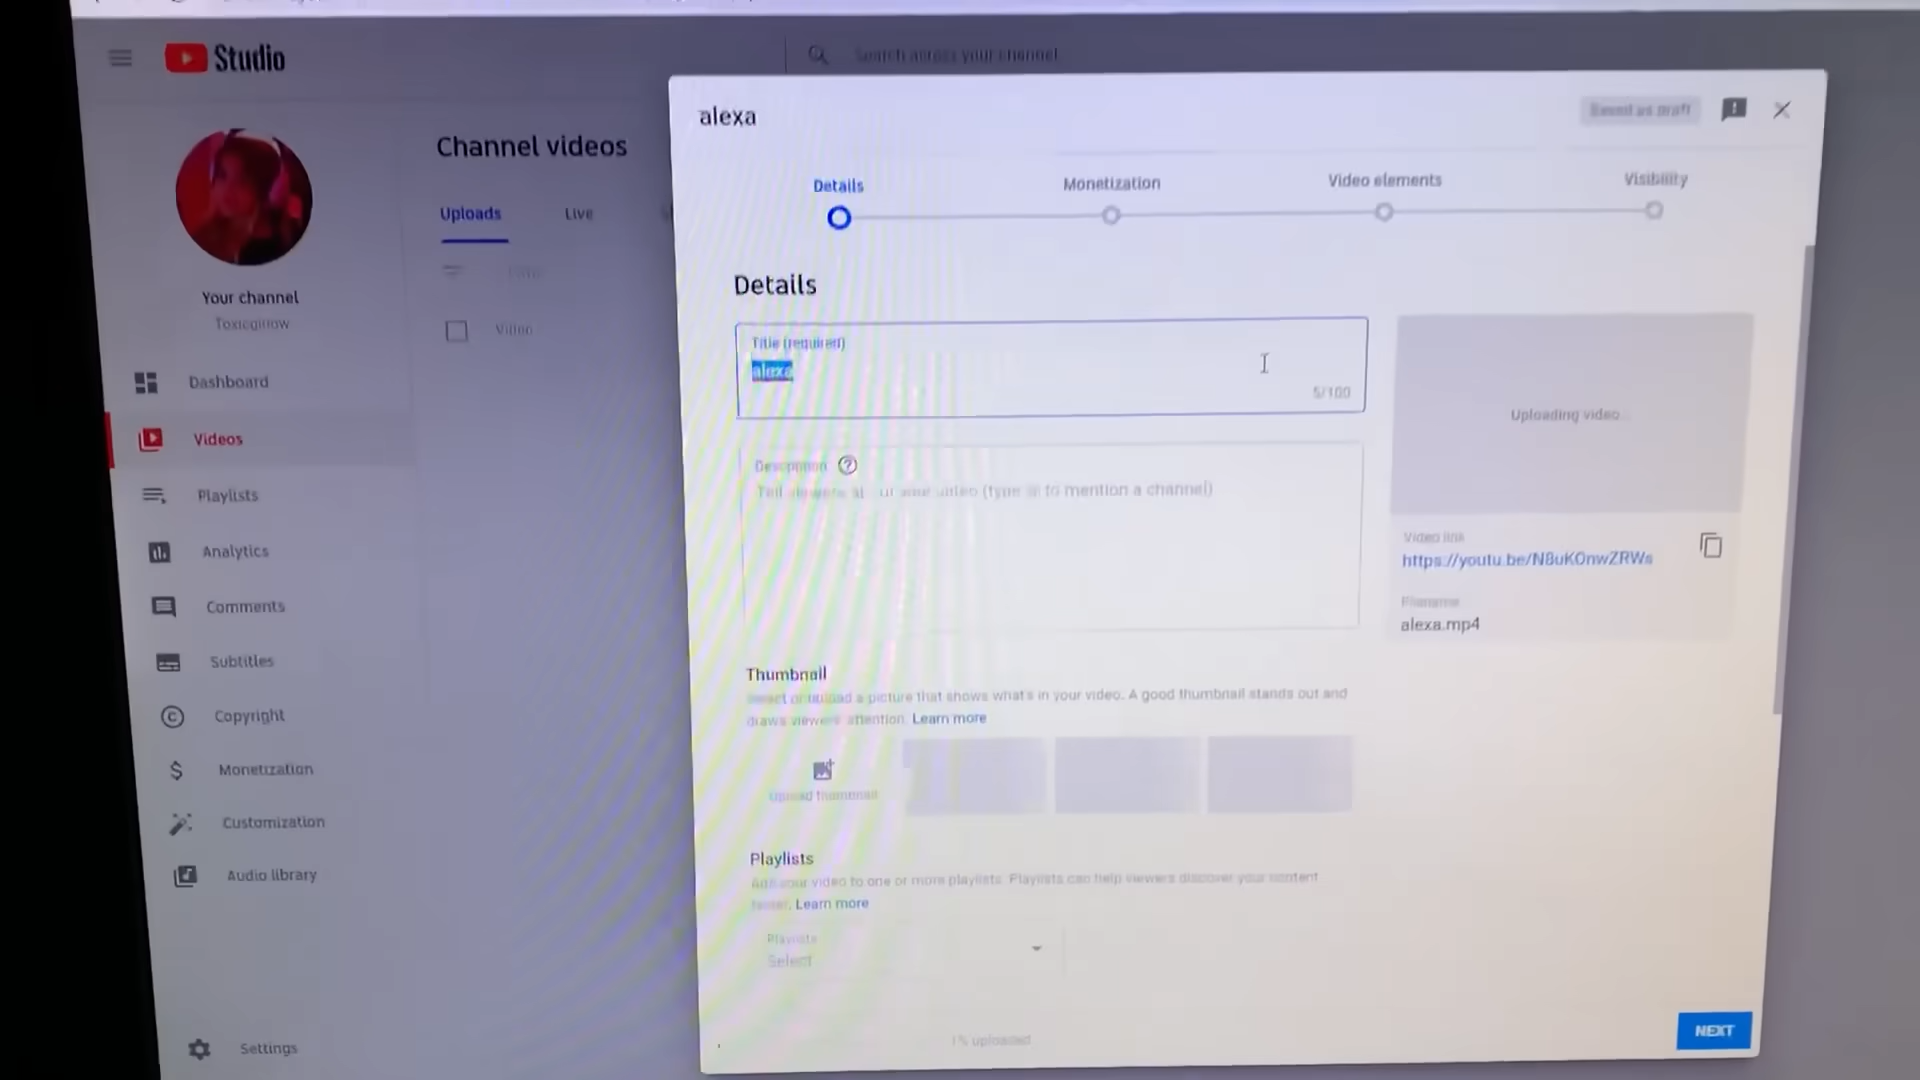 Studio
Search across your channel
alexa
Saved as draft
Channel videos
Details
Monetization
Video elements
Visibility
Uploads
Live
Your channel
Details
Title (required)
alexa
5/100
Video
Dashboard
Videos
Playlists
Analytics
Comments
Subtitles
Copyright
Monetization
Customization
Audio library
Settings
Description
Tell viewers about your video (type @ to mention a channel)
Uploading video
Video link
https://youtu.be/N8uKOnwZRWs
Filename
alexa.mp4
Thumbnail
Select or upload a picture that shows what's in your video. A good thumbnail stands out and
draws viewers' attention. Learn more
Upload thumbnail
Playlists
Add your video to one or more playlists. Playlists can help viewers discover your content
faster. Learn more
Playlists
Select
1% uploaded
NEXT